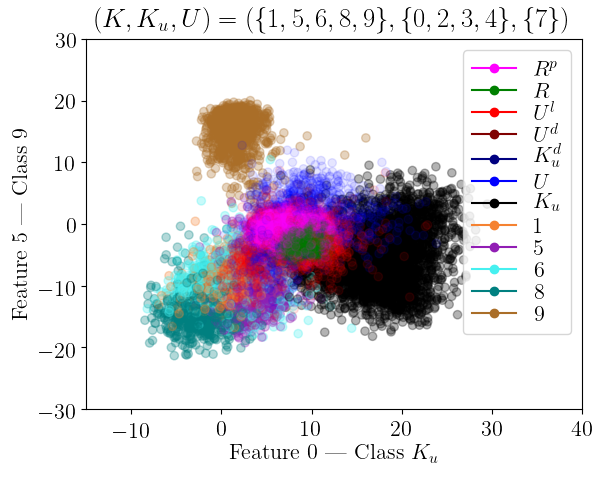 (K, K_u, U) = ({1, 5, 6, 8, 9}, {0, 2, 3, 4}, {7})
30
20
10
0
−10
−20
−30
Feature 5 — Class 9
R^p
R
U^l
U^d
K_u^d
U
K_u
1
5
6
8
9
−10
0
10
20
30
40
Feature 0 — Class K_u